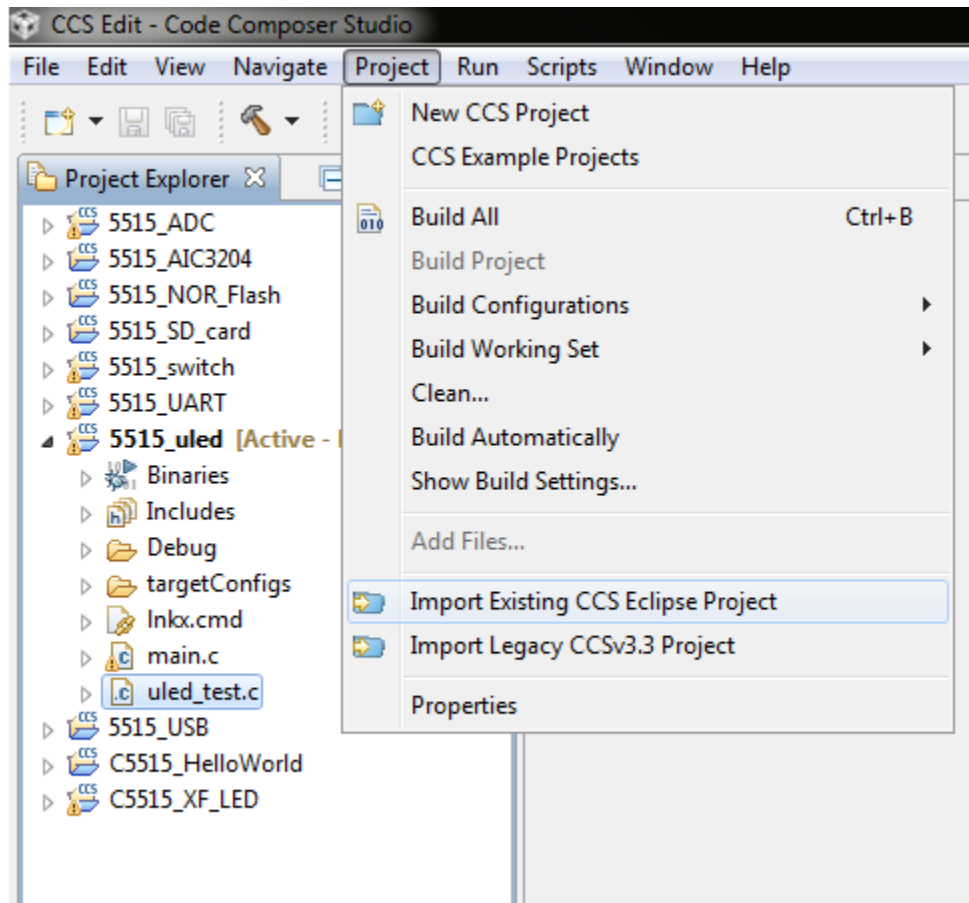 CCS Edit - Code Composer Studio
File Edit View Navigate Project Run Scripts Window Help
New CCS Project
CCS Example Projects
Build All Ctrl+B
Build Project
Build Configurations
Build Working Set
Clean...
Build Automatically
Show Build Settings...
Add Files...
Import Existing CCS Eclipse Project
Import Legacy CCSv3.3 Project
Properties
Project Explorer
5515_ADC
5515_AIC3204
5515_NOR_Flash
5515_SD_card
5515_switch
5515_UART
5515_uled [Active -
Binaries
Includes
Debug
targetConfigs
lnkx.cmd
main.c
uled_test.c
5515_USB
C5515_HelloWorld
C5515_XF_LED